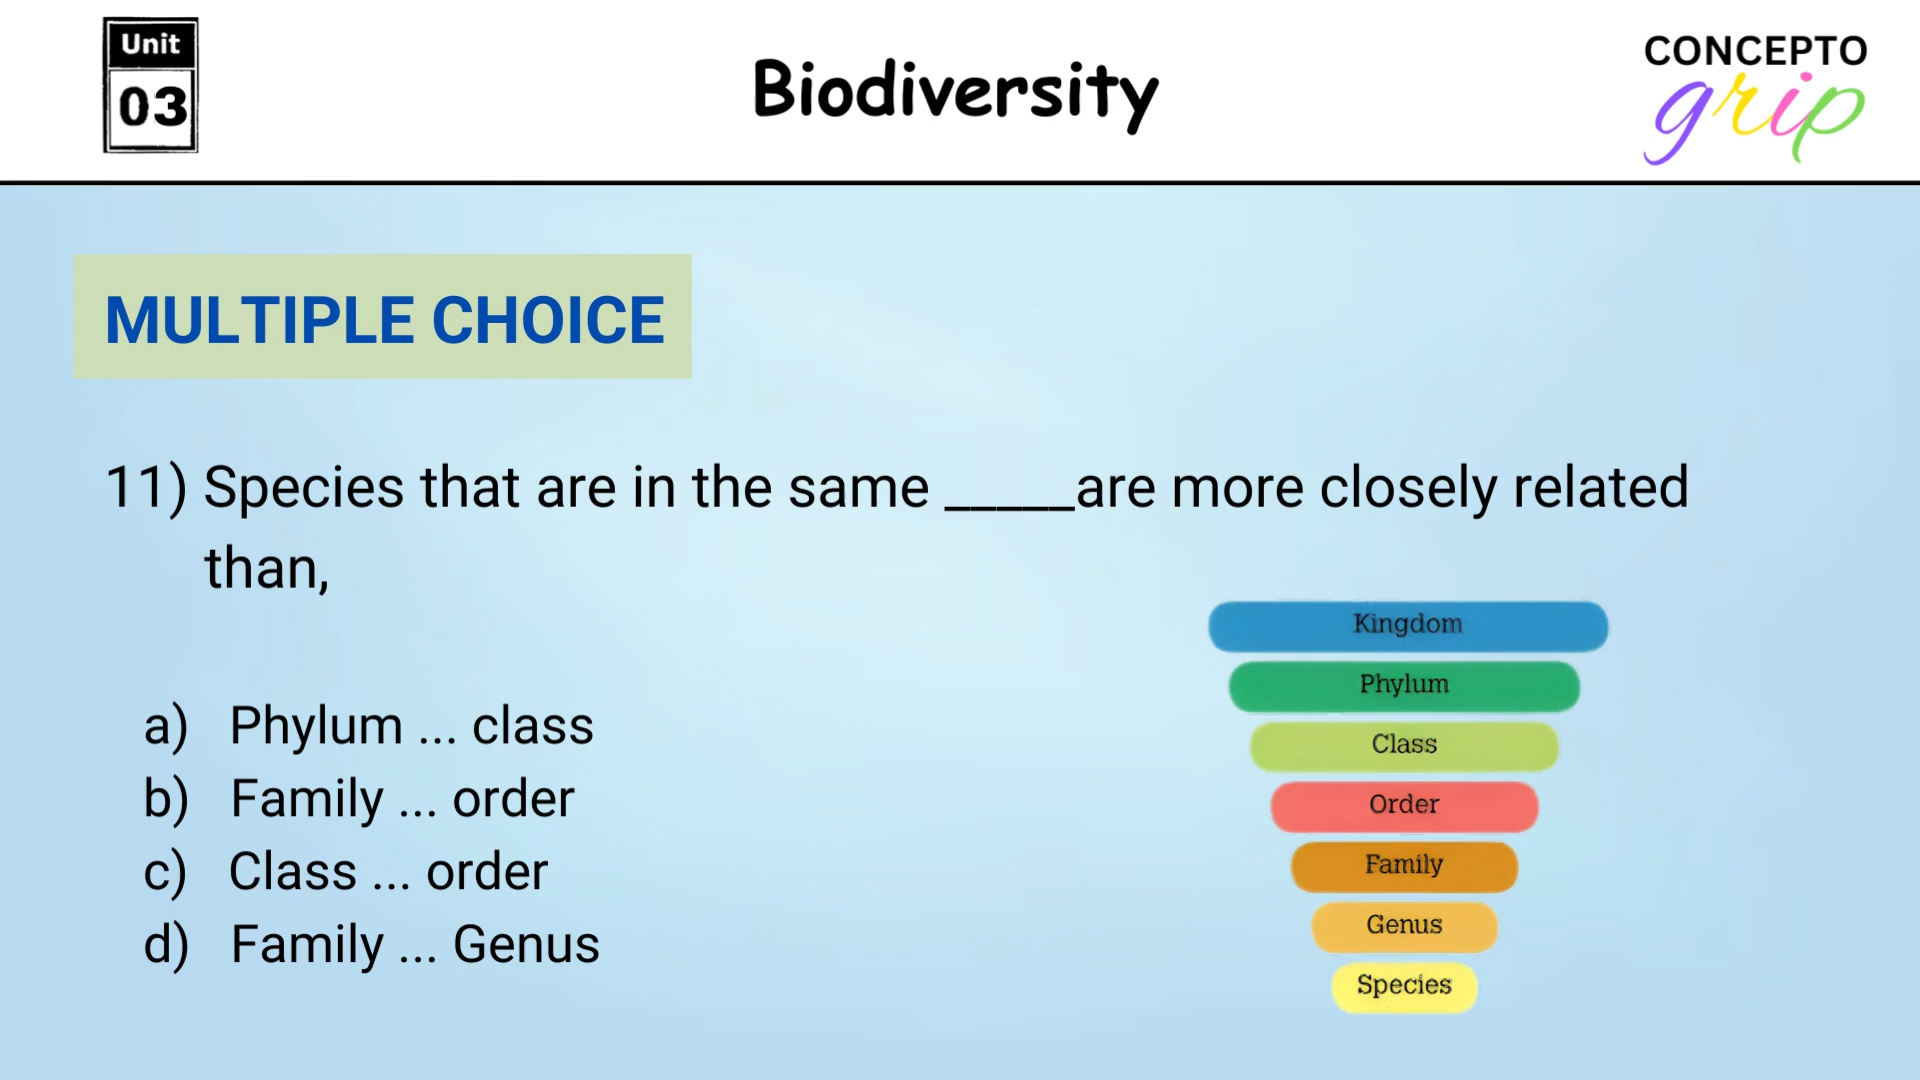 Unit
03
Biodiversity
CONCEPTO
grip
MULTIPLE CHOICE
11) Species that are in the same _____are more closely related
than,
a) Phylum ... class
b) Family ... order
c) Class ... order
d) Family ... Genus
Kingdom
Phylum
Class
Order
Family
Genus
Species